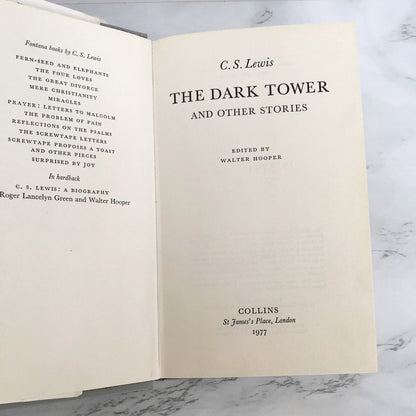 Fontana books by C. S. Lewis
FERN-SEED AND ELEPHANTS
THE FOUR LOVES
THE GREAT DIVORCE
MERE CHRISTIANITY
MIRACLES
PRAYER: LETTERS TO MALCOLM
THE PROBLEM OF PAIN
REFLECTIONS ON THE PSALMS
THE SCREWTAPE LETTERS
SCREWTAPE PROPOSES A TOAST
AND OTHER PIECES
SURPRISED BY JOY
In hardback
C. S. LEWIS: A BIOGRAPHY
Roger Lancelyn Green and Walter Hooper
C. S. Lewis
THE DARK TOWER
AND OTHER STORIES
EDITED BY
WALTER HOOPER
COLLINS
St James's Place, London
1977